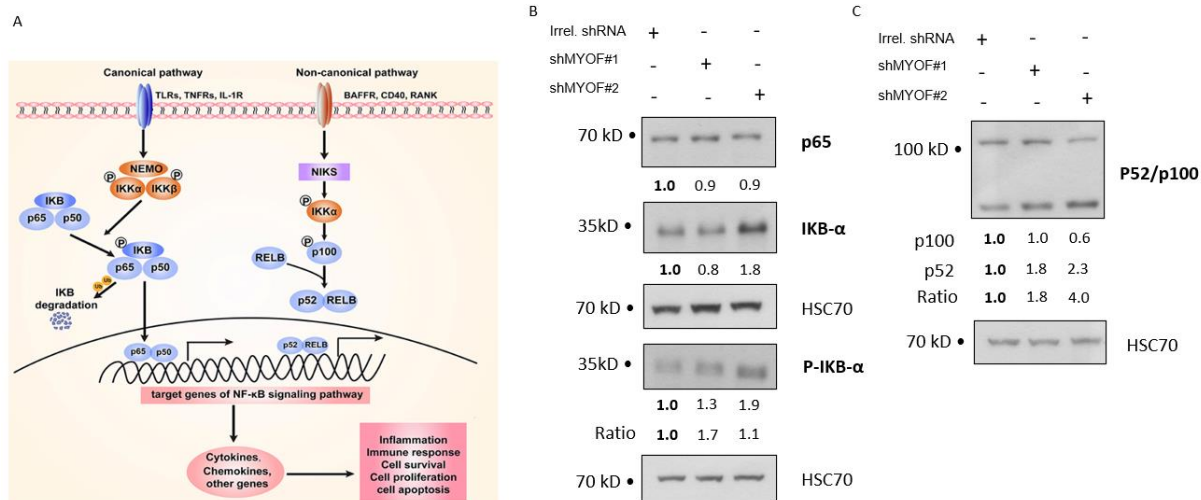 A
Canonical pathway
Non-canonical pathway
TLRs, TNFRs, IL-1R
BAFFR, CD40, RANK
NEMO
P
P
IKKα
IKKβ
NIKS
IKB
p65
p50
P
IKKα
P
IKB
p65
p50
P
p100
RELB
Ub
Ub
IKB
degradation
p52
RELB
p65
p50
p52
RELB
target genes of NF-κB signaling pathway
Cytokines,
Chemokines,
other genes
Inflammation
Immune response
Cell survival
Cell proliferation
cell apoptosis
B
Irrel. shRNA + - -
shMYOF#1 - + -
shMYOF#2 - - +
70 kD • p65
1.0 0.9 0.9
35kD • IKB-α
1.0 0.8 1.8
70 kD • HSC70
35kD • P-IKB-α
1.0 1.3 1.9
Ratio 1.0 1.7 1.1
70 kD • HSC70
C
Irrel. shRNA + - -
shMYOF#1 - + -
shMYOF#2 - - +
100 kD • P52/p100
p100 1.0 1.0 0.6
p52 1.0 1.8 2.3
Ratio 1.0 1.8 4.0
70 kD • HSC70